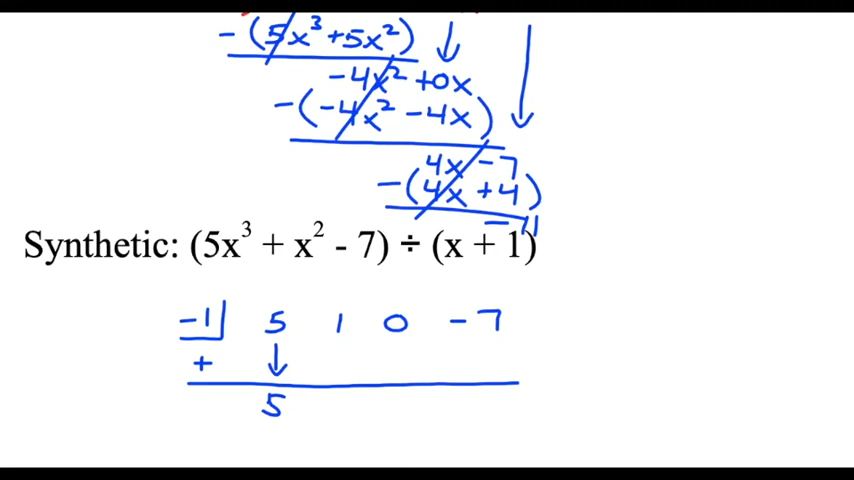 - (5x³ +5x²)
-4x² +0x
-(-4x² -4x)
4x -7
-(4x +4)
-11
Synthetic: (5x³ + x² - 7) ÷ (x + 1)
-1 5 1 0 -7
+
5